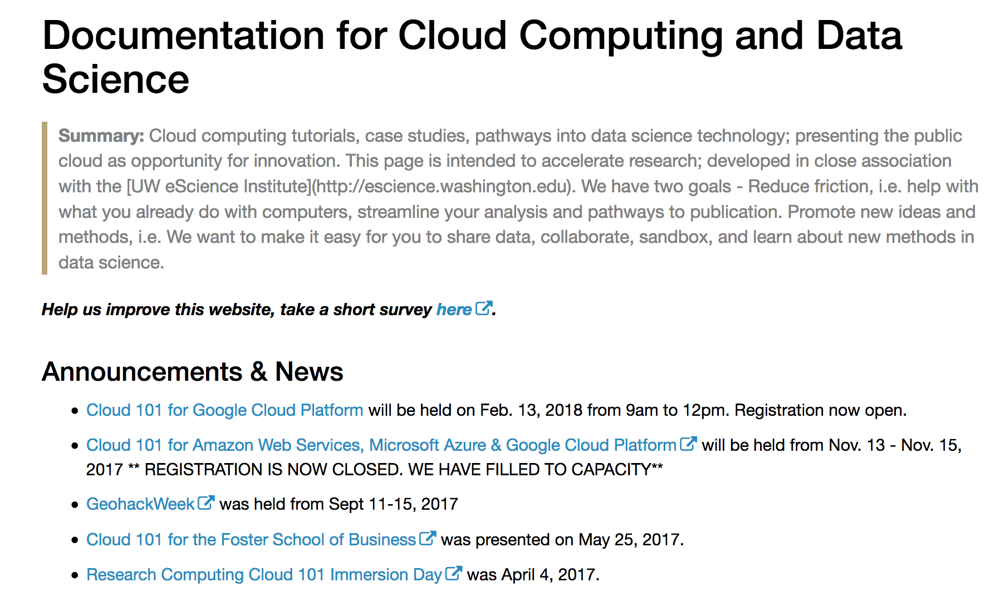 Documentation for Cloud Computing and Data
Science
Summary: Cloud computing tutorials, case studies, pathways into data science technology; presenting the public
cloud as opportunity for innovation. This page is intended to accelerate research; developed in close association
with the [UW eScience Institute](http://escience.washington.edu). We have two goals - Reduce friction, i.e. help with
what you already do with computers, streamline your analysis and pathways to publication. Promote new ideas and
methods, i.e. We want to make it easy for you to share data, collaborate, sandbox, and learn about new methods in
data science.
Help us improve this website, take a short survey here.
Announcements & News
• Cloud 101 for Google Cloud Platform will be held on Feb. 13, 2018 from 9am to 12pm. Registration now open.
• Cloud 101 for Amazon Web Services, Microsoft Azure & Google Cloud Platform will be held from Nov. 13 - Nov. 15,
2017 ** REGISTRATION IS NOW CLOSED. WE HAVE FILLED TO CAPACITY**
• GeohackWeek was held from Sept 11-15, 2017
• Cloud 101 for the Foster School of Business was presented on May 25, 2017.
• Research Computing Cloud 101 Immersion Day was April 4, 2017.